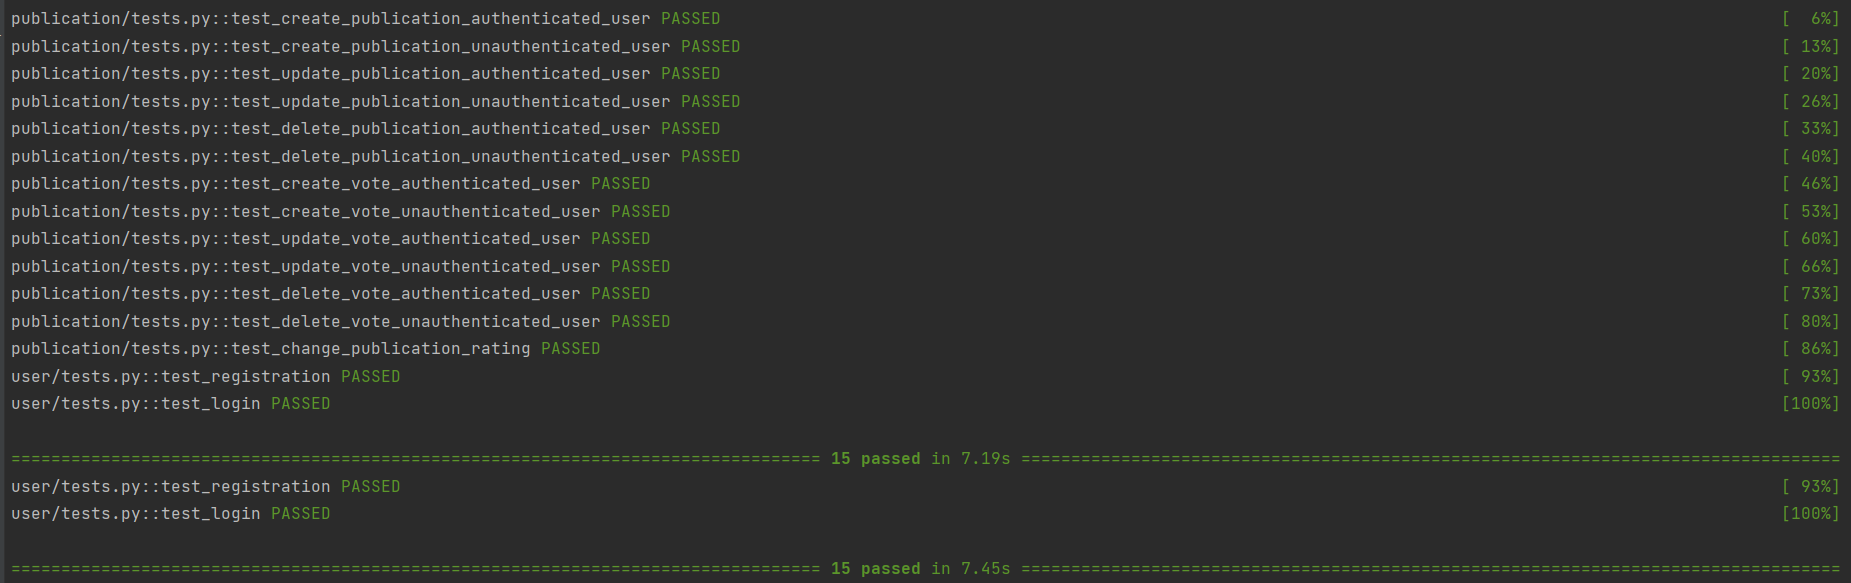 publication/tests.py::test_create_publication_authenticated_user PASSED [  6%]
publication/tests.py::test_create_publication_unauthenticated_user PASSED [ 13%]
publication/tests.py::test_update_publication_authenticated_user PASSED [ 20%]
publication/tests.py::test_update_publication_unauthenticated_user PASSED [ 26%]
publication/tests.py::test_delete_publication_authenticated_user PASSED [ 33%]
publication/tests.py::test_delete_publication_unauthenticated_user PASSED [ 40%]
publication/tests.py::test_create_vote_authenticated_user PASSED [ 46%]
publication/tests.py::test_create_vote_unauthenticated_user PASSED [ 53%]
publication/tests.py::test_update_vote_authenticated_user PASSED [ 60%]
publication/tests.py::test_update_vote_unauthenticated_user PASSED [ 66%]
publication/tests.py::test_delete_vote_authenticated_user PASSED [ 73%]
publication/tests.py::test_delete_vote_unauthenticated_user PASSED [ 80%]
publication/tests.py::test_change_publication_rating PASSED [ 86%]
user/tests.py::test_registration PASSED [ 93%]
user/tests.py::test_login PASSED [100%]
================================================================================= 15 passed in 7.19s ==================================================================================
user/tests.py::test_registration PASSED [ 93%]
user/tests.py::test_login PASSED [100%]
================================================================================= 15 passed in 7.45s ==================================================================================